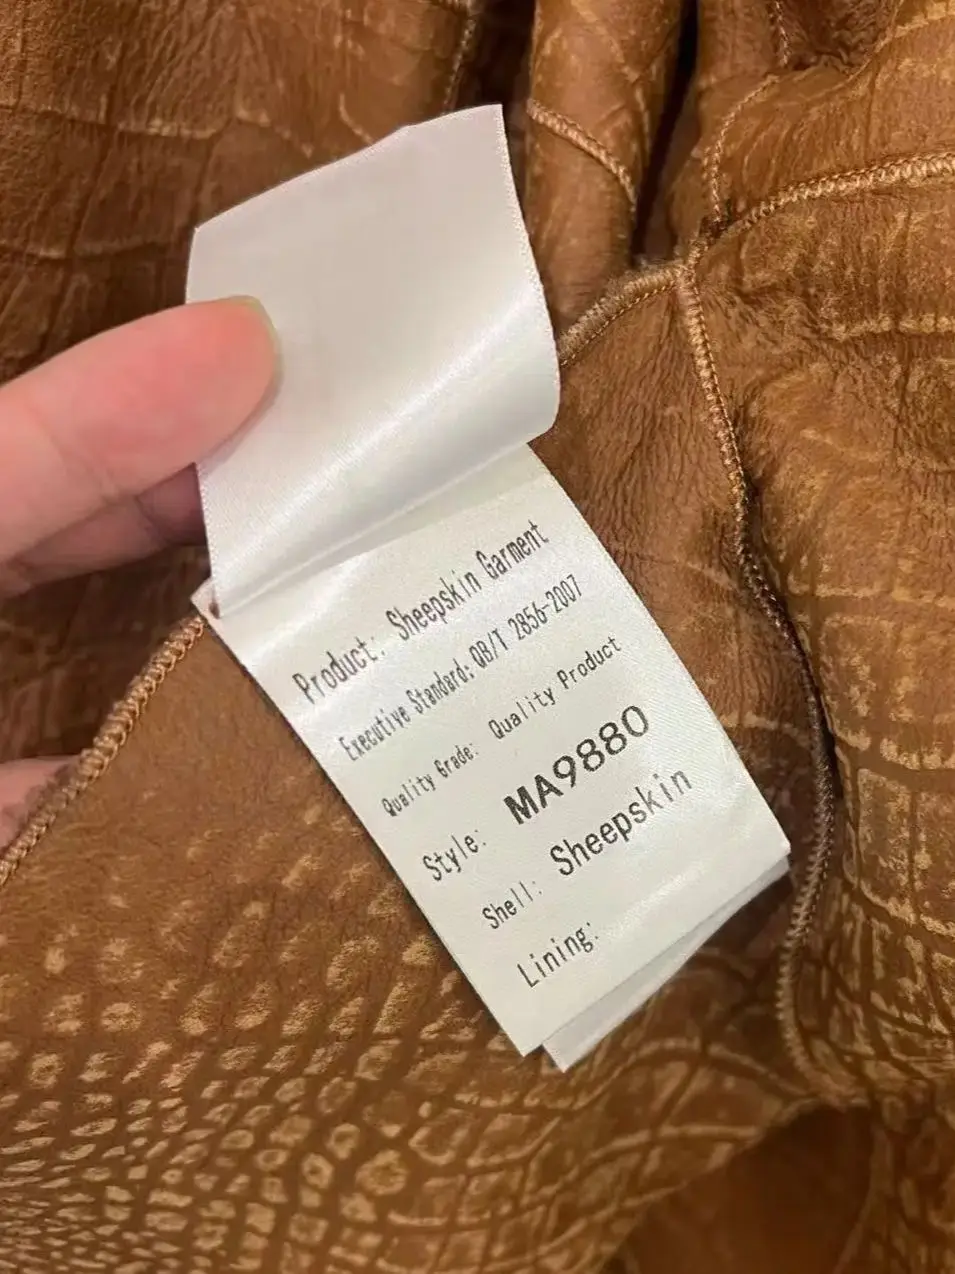 Product: Sheepskin Garment
Executive Standard: QB/T 2856-2007
Quality Grade: Quality Product
Style: MA9880
Shell: Sheepskin
Lining: